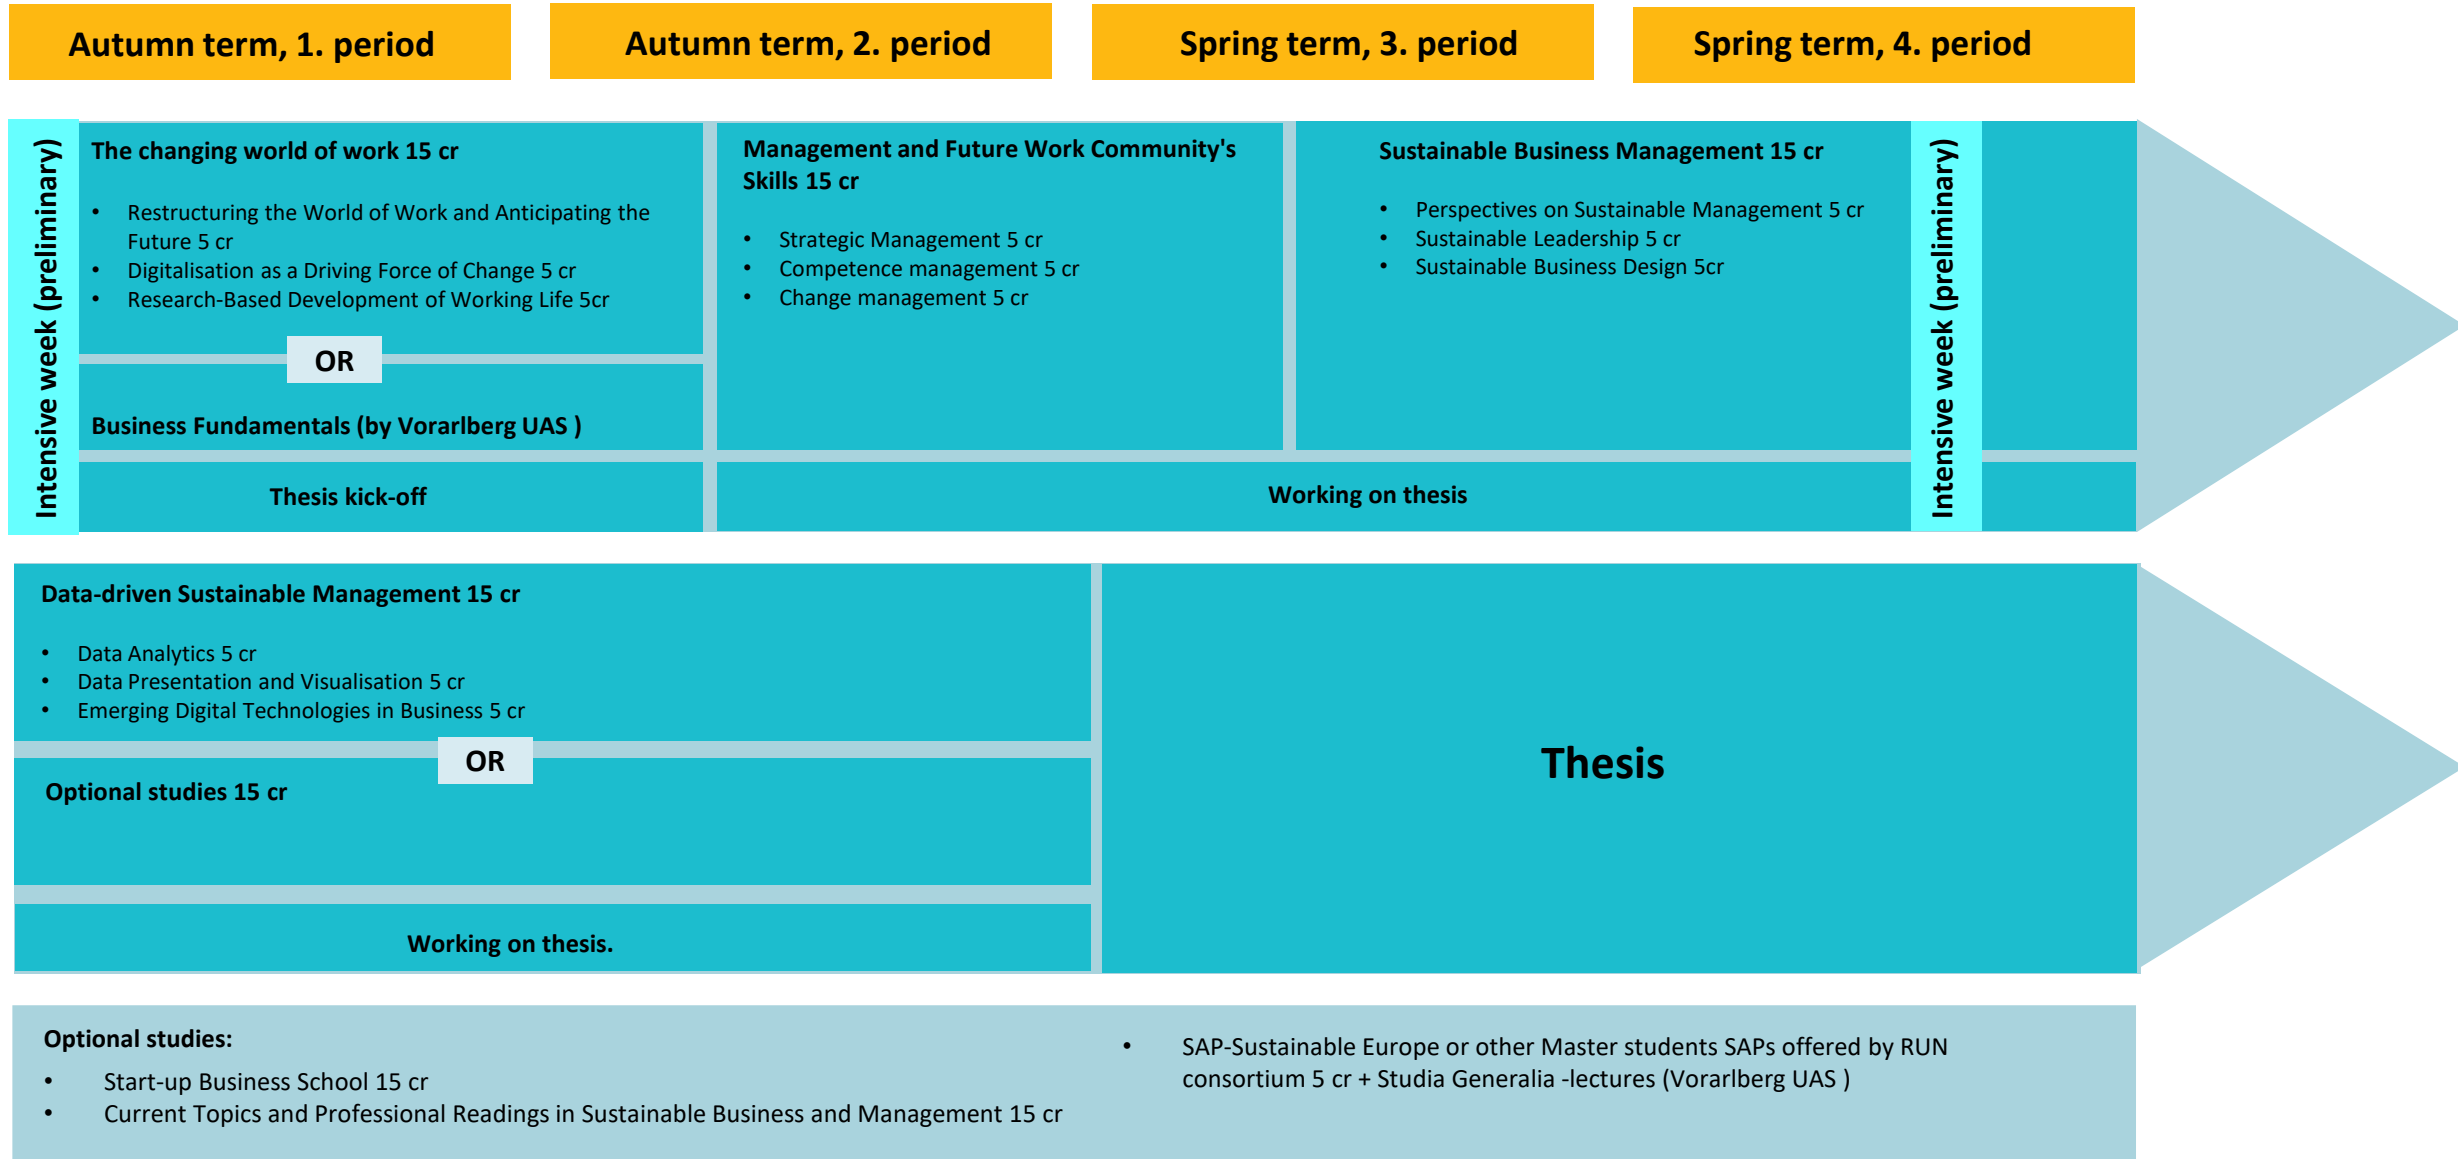 Autumn term, 1. period
Autumn term, 2. period
Spring term, 3. period
Spring term, 4. period
Intensive week (preliminary)
The changing world of work 15 cr
• Restructuring the World of Work and Anticipating the
Future 5 cr
• Digitalisation as a Driving Force of Change 5 cr
• Research-Based Development of Working Life 5cr
OR
Business Fundamentals (by Vorarlberg UAS )
Thesis kick-off
Management and Future Work Community's
Skills 15 cr
• Strategic Management 5 cr
• Competence management 5 cr
• Change management 5 cr
Sustainable Business Management 15 cr
• Perspectives on Sustainable Management 5 cr
• Sustainable Leadership 5 cr
• Sustainable Business Design 5cr
Intensive week (preliminary)
Working on thesis
Data-driven Sustainable Management 15 cr
• Data Analytics 5 cr
• Data Presentation and Visualisation 5 cr
• Emerging Digital Technologies in Business 5 cr
OR
Optional studies 15 cr
Working on thesis.
Thesis
Optional studies:
• Start-up Business School 15 cr
• Current Topics and Professional Readings in Sustainable Business and Management 15 cr
• SAP-Sustainable Europe or other Master students SAPs offered by RUN
consortium 5 cr + Studia Generalia -lectures (Vorarlberg UAS )